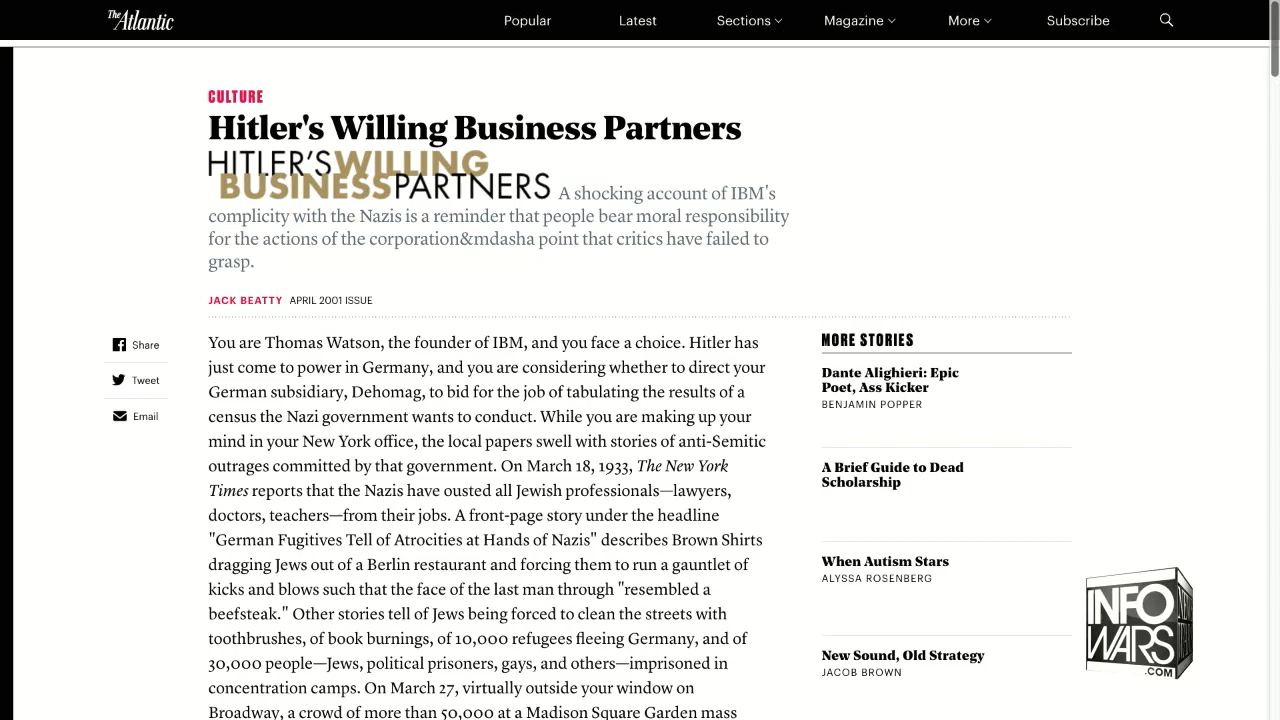 The Atlantic
Popular
Latest
Sections
Magazine
More
Subscribe
CULTURE
Hitler's Willing Business Partners
HITLER'SWILLING
BUSINESSPARTNERS A shocking account of IBM's
complicity with the Nazis is a reminder that people bear moral responsibility
for the actions of the corporation&mdasha point that critics have failed to
grasp.
JACK BEATTY APRIL 2001 ISSUE
Share
Tweet
Email
You are Thomas Watson, the founder of IBM, and you face a choice. Hitler has
just come to power in Germany, and you are considering whether to direct your
German subsidiary, Dehomag, to bid for the job of tabulating the results of a
census the Nazi government wants to conduct. While you are making up your
mind in your New York office, the local papers swell with stories of anti-Semitic
outrages committed by that government. On March 18, 1933, The New York
Times reports that the Nazis have ousted all Jewish professionals—lawyers,
doctors, teachers—from their jobs. A front-page story under the headline
"German Fugitives Tell of Atrocities at Hands of Nazis" describes Brown Shirts
dragging Jews out of a Berlin restaurant and forcing them to run a gauntlet of
kicks and blows such that the face of the last man through "resembled a
beefsteak." Other stories tell of Jews being forced to clean the streets with
toothbrushes, of book burnings, of 10,000 refugees fleeing Germany, and of
30,000 people—Jews, political prisoners, gays, and others—imprisoned in
concentration camps. On March 27, virtually outside your window on
Broadway, a crowd of more than 50,000 at a Madison Square Garden mass
MORE STORIES
Dante Alighieri: Epic
Poet, Ass Kicker
BENJAMIN POPPER
A Brief Guide to Dead
Scholarship
When Autism Stars
ALYSSA ROSENBERG
New Sound, Old Strategy
JACOB BROWN
INFO
WARS
.COM